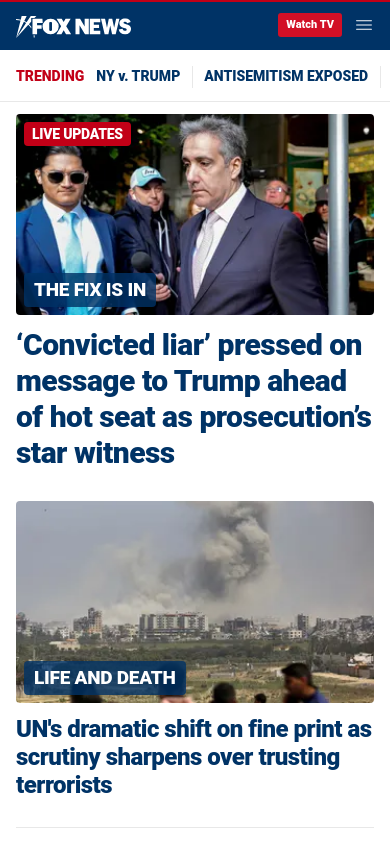 FOX NEWS
Watch TV
TRENDING NY v. TRUMP ANTISEMITISM EXPOSED
LIVE UPDATES
THE FIX IS IN
‘Convicted liar’ pressed on
message to Trump ahead
of hot seat as prosecution’s
star witness
LIFE AND DEATH
UN's dramatic shift on fine print as
scrutiny sharpens over trusting
terrorists